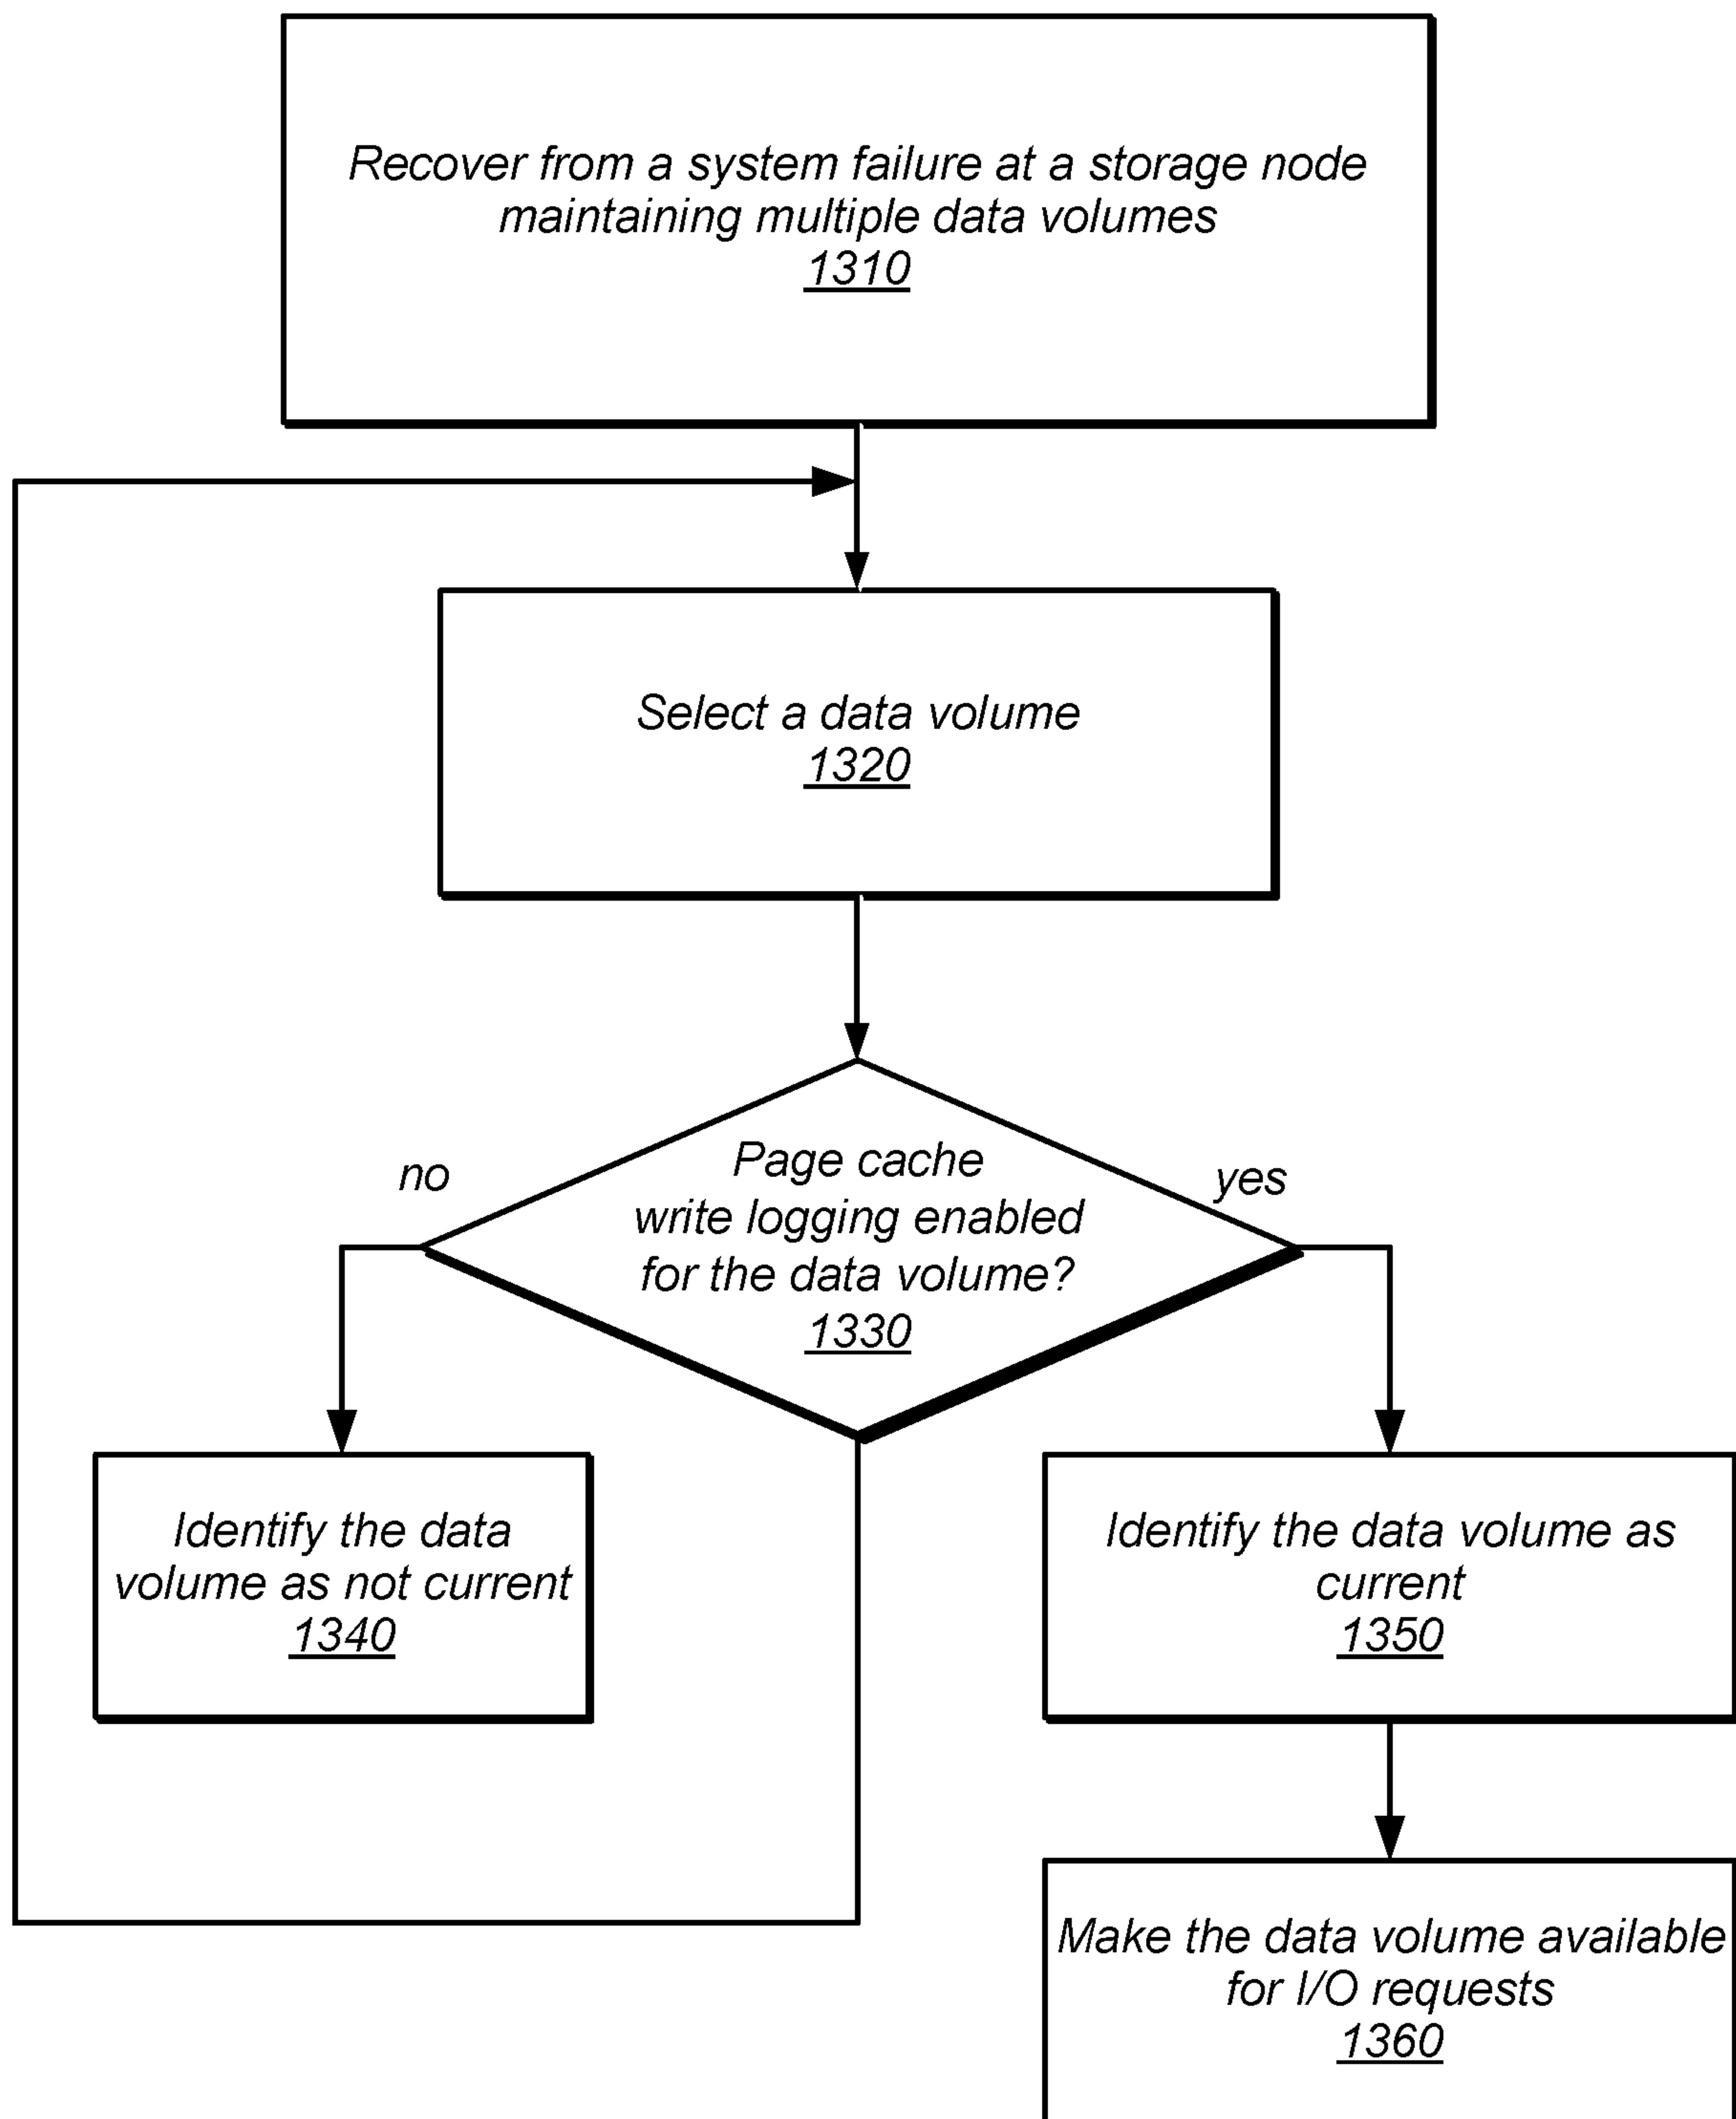 Recover from a system failure at a storage node
maintaining multiple data volumes
1310
Select a data volume
1320
no
yes
Page cache
write logging enabled
for the data volume?
1330
Identify the data
volume as not current
1340
Identify the data volume as
current
1350
Make the data volume available
for I/O requests
1360